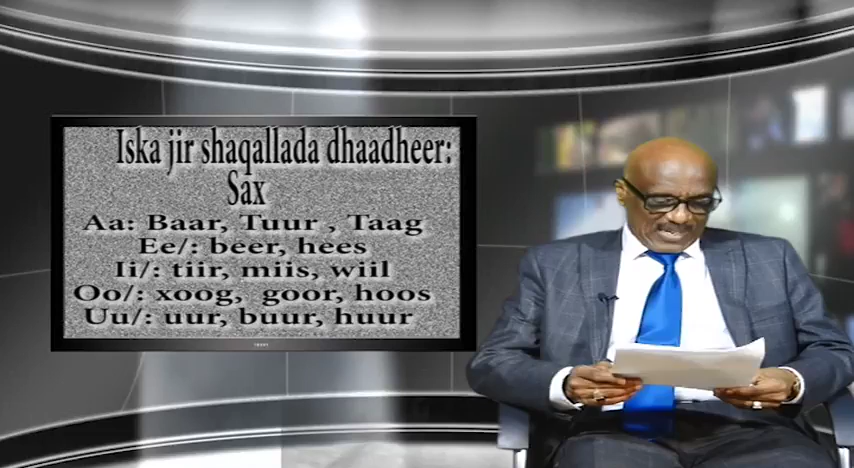 Iska jir shaqallada dhaadheer:
Sax
Aa: Baar, Tuur , Taag
Ee/: beer, hees
Ii/: tiir, miis, wiil
Oo/: xoog, goor, hoos
Uu/: uur, buur, huur